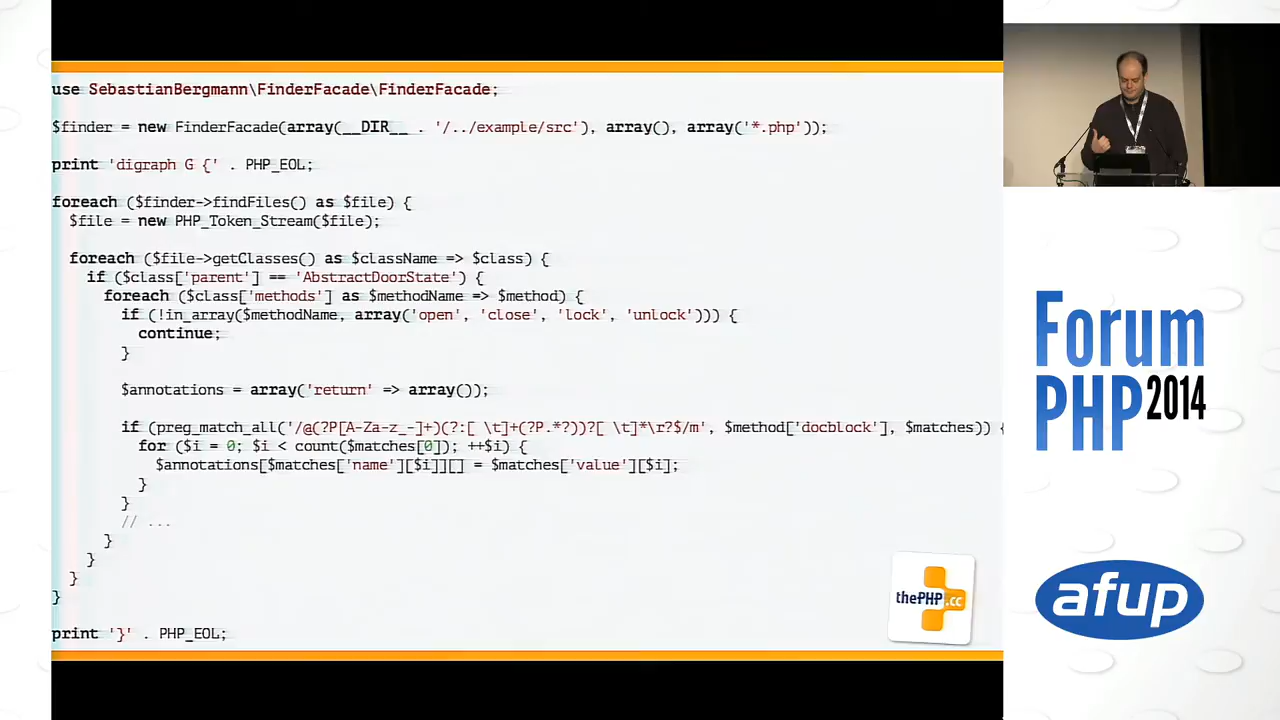 use SebastianBergmann\FinderFacade\FinderFacade;
$finder = new FinderFacade(array(__DIR__ . '/../example/src'), array(), array('*.php'));
print 'digraph G {' . PHP_EOL;
foreach ($finder->findFiles() as $file) {
$file = new PHP_Token_Stream($file);
foreach ($file->getClasses() as $className => $class) {
if ($class['parent'] == 'AbstractDoorState') {
foreach ($class['methods'] as $methodName => $method) {
if (!in_array($methodName, array('open', 'close', 'lock', 'unlock'))) {
continue;
}
$annotations = array('return' => array());
if (preg_match_all('/@(?P[A-Za-z_-]+)(?:[ \t]+(?P.*?))?[ \t]*\r?$/m', $method['docblock'], $matches)) {
for ($i = 0; $i < count($matches[0]); ++$i) {
$annotations[$matches['name'][$i]][] = $matches['value'][$i];
}
}
// ...
}
}
}
}
print '}' . PHP_EOL;
thePHP.cc
Forum
PHP 2014
afup